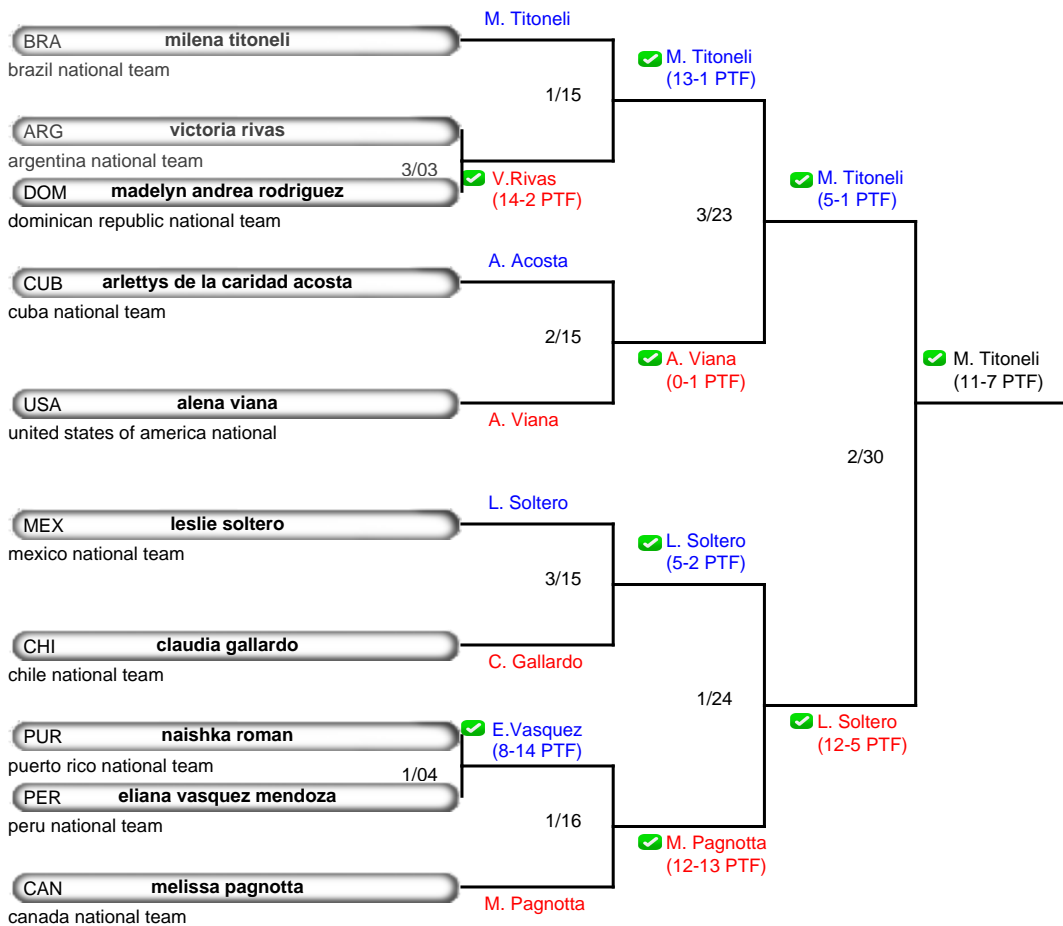 M. Titoneli
BRA milena titoneli
brazil national team
M. Titoneli
(13-1 PTF)
1/15
ARG victoria rivas
argentina national team
3/03
V.Rivas
(14-2 PTF)
DOM madelyn andrea rodriguez
dominican republic national team
M. Titoneli
(5-1 PTF)
3/23
A. Acosta
CUB arlettys de la caridad acosta
cuba national team
2/15
A. Viana
(0-1 PTF)
M. Titoneli
(11-7 PTF)
USA alena viana
united states of america national
A. Viana
2/30
L. Soltero
MEX leslie soltero
mexico national team
L. Soltero
(5-2 PTF)
3/15
CHI claudia gallardo
chile national team
C. Gallardo
1/24
L. Soltero
(12-5 PTF)
PUR naishka roman
puerto rico national team
E.Vasquez
(8-14 PTF)
1/04
PER eliana vasquez mendoza
peru national team
1/16
M. Pagnotta
(12-13 PTF)
CAN melissa pagnotta
canada national team
M. Pagnotta